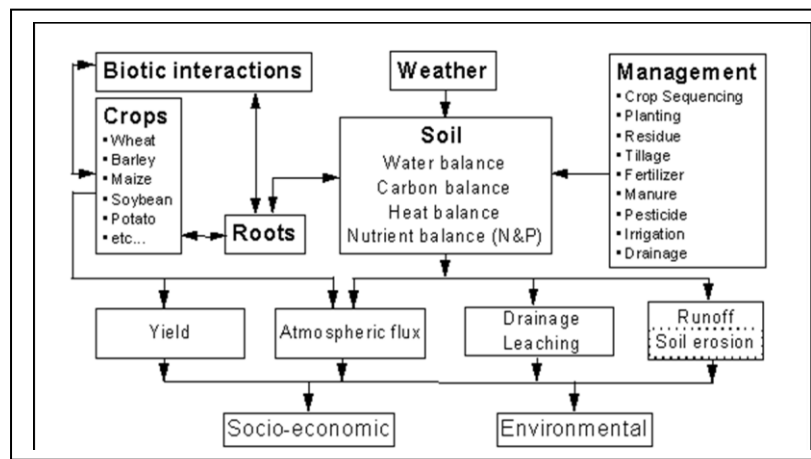 Biotic interactions
Weather
Management
▪ Crop Sequencing
▪ Planting
▪ Residue
▪ Tillage
▪ Fertilizer
▪ Manure
▪ Pesticide
▪ Irrigation
▪ Drainage
Crops
▪ Wheat
▪ Barley
▪ Maize
▪ Soybean
▪ Potato
▪ etc...
Soil
Water balance
Carbon balance
Heat balance
Nutrient balance (N&P)
Roots
Yield
Atmospheric flux
Drainage
Leaching
Runoff
Soil erosion
Socio-economic
Environmental